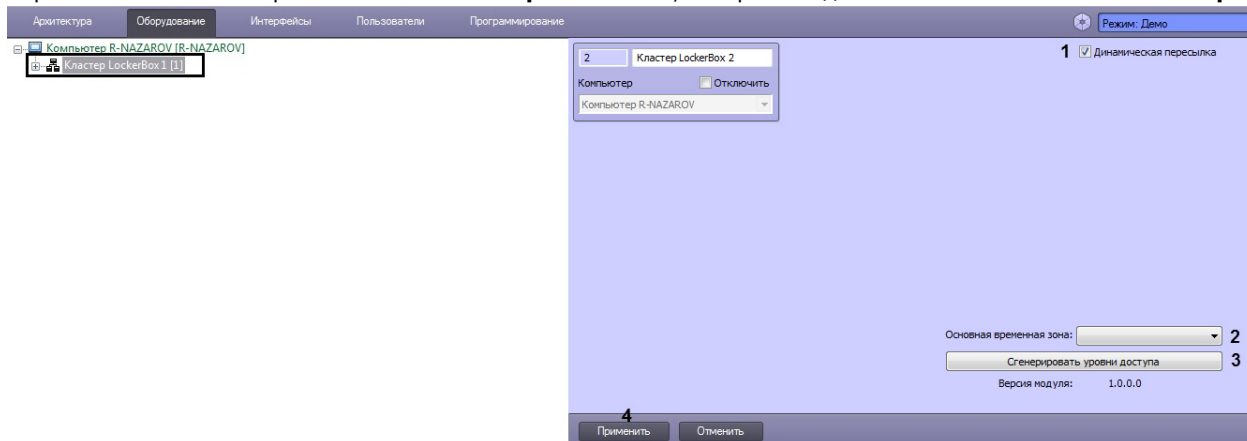 Архитектура Оборудование Интерфейсы Пользователи Программирование Режим: Демо
Компьютер R-NAZAROV [R-NAZAROV]
Кластер LockerBox 1 [1]
2 Кластер LockerBox 2
1 Динамическая пересылка
Компьютер Отключить
Компьютер R-NAZAROV
Основная временная зона: 2
Сгенерировать уровни доступа 3
Версия модуля: 1.0.0.0
4
Применить Отменить